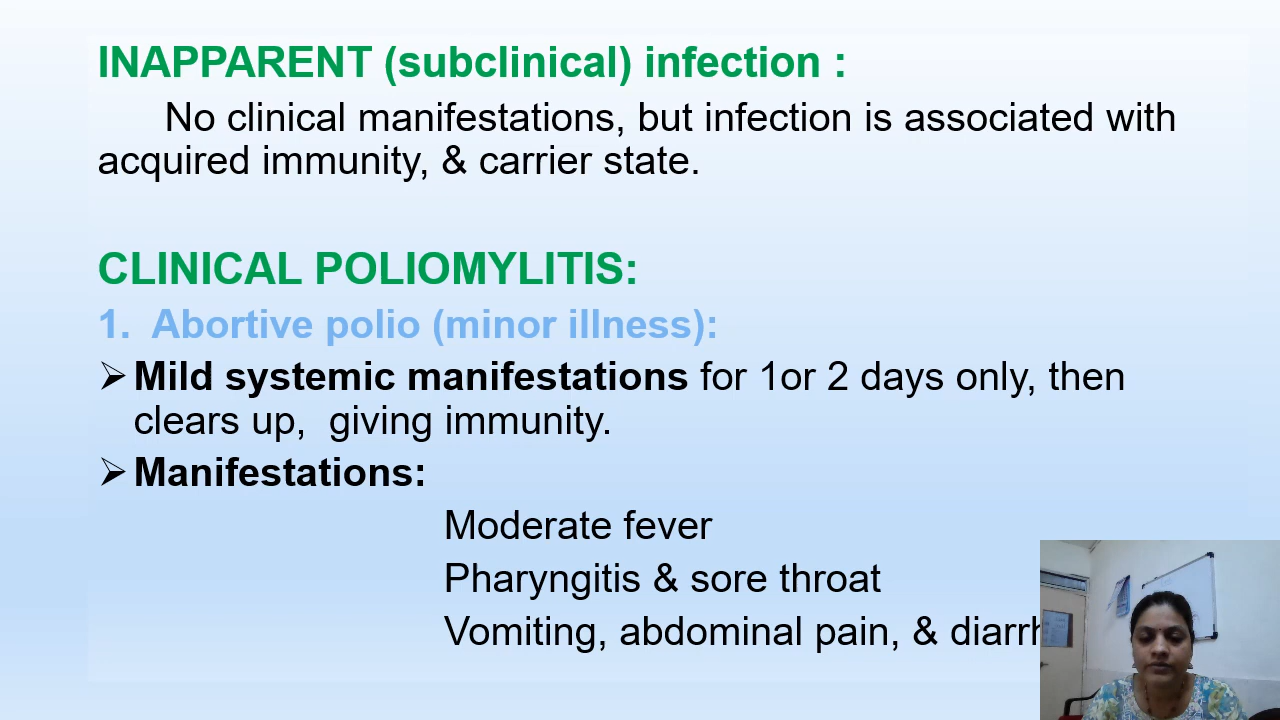 INAPPARENT (subclinical) infection :
No clinical manifestations, but infection is associated with
acquired immunity, & carrier state.
CLINICAL POLIOMYLITIS:
1. Abortive polio (minor illness):
➢ Mild systemic manifestations for 1or 2 days only, then
clears up, giving immunity.
➢ Manifestations:
Moderate fever
Pharyngitis & sore throat
Vomiting, abdominal pain, &